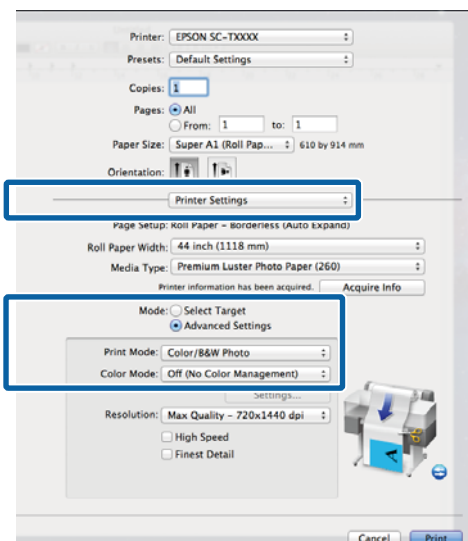 Printer: EPSON SC-TXXXX
Presets: Default Settings
Copies: 1
Pages: All
From: 1 to: 1
Paper Size: Super A1 (Roll Pap... 610 by 914 mm
Orientation:
Printer Settings
Page Setup: Roll Paper - Borderless (Auto Expand)
Roll Paper Width: 44 inch (1118 mm)
Media Type: Premium Luster Photo Paper (260)
Printer information has been acquired. Acquire Info
Mode: Select Target
Advanced Settings
Print Mode: Color/B&W Photo
Color Mode: Off (No Color Management)
Settings...
Resolution: Max Quality - 720x1440 dpi
High Speed
Finest Detail
Cancel Print